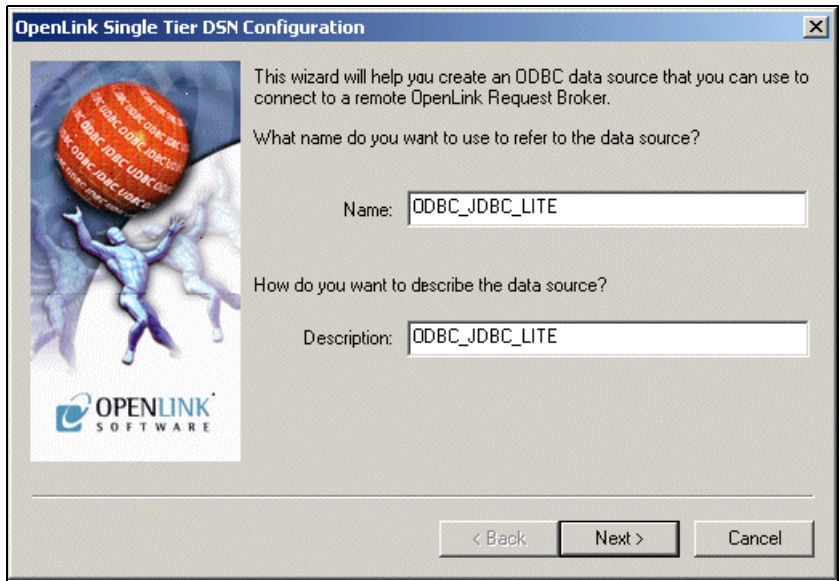 OpenLink Single Tier DSN Configuration
This wizard will help you create an ODBC data source that you can use to
connect to a remote OpenLink Request Broker.
What name do you want to use to refer to the data source?
Name: ODBC_JDBC_LITE
How do you want to describe the data source?
Description: ODBC_JDBC_LITE
OPENLINK
SOFTWARE
< Back
Next >
Cancel